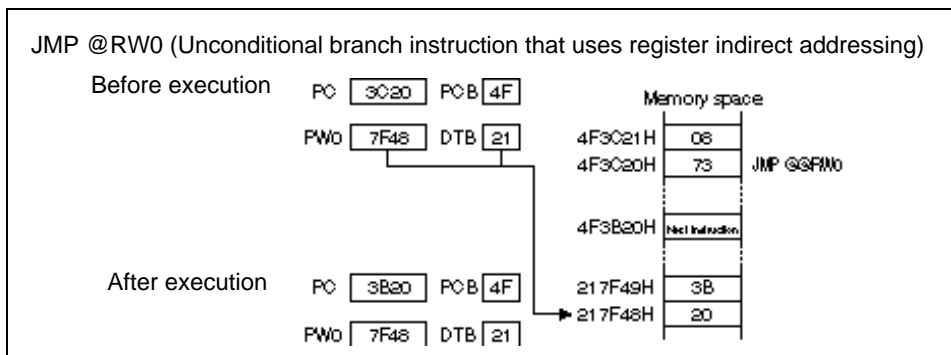 JMP @RW0 (Unconditional branch instruction that uses register indirect addressing)
Before execution
PC 3C20 PCB 4F
Memory space
PW0 7F48 DTB 21
4F3C21H 08
4F3C20H 73 JMP @@RW0
4F3B20H Next instruction
After execution
PC 3B20 PCB 4F
217F49H 3B
217F48H 20
PW0 7F48 DTB 21